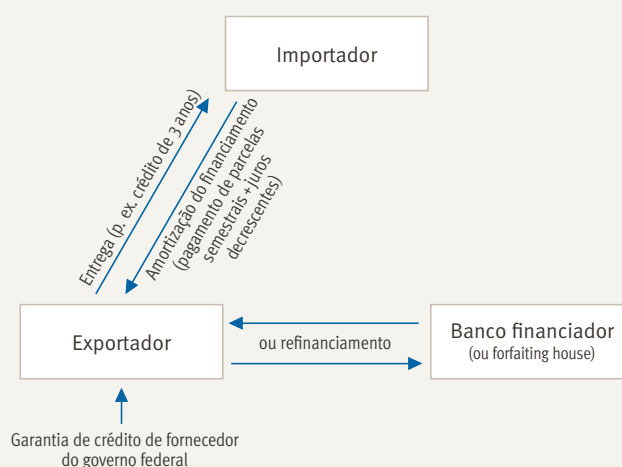 Importador
Entrega (p. ex. crédito de 3 anos)
Amortização do financiamento
(pagamento de parcelas
semestrais + juros
decrescentes)
Exportador
ou refinanciamento
Banco financiador
(ou forfaiting house)
Garantia de crédito de fornecedor
do governo federal